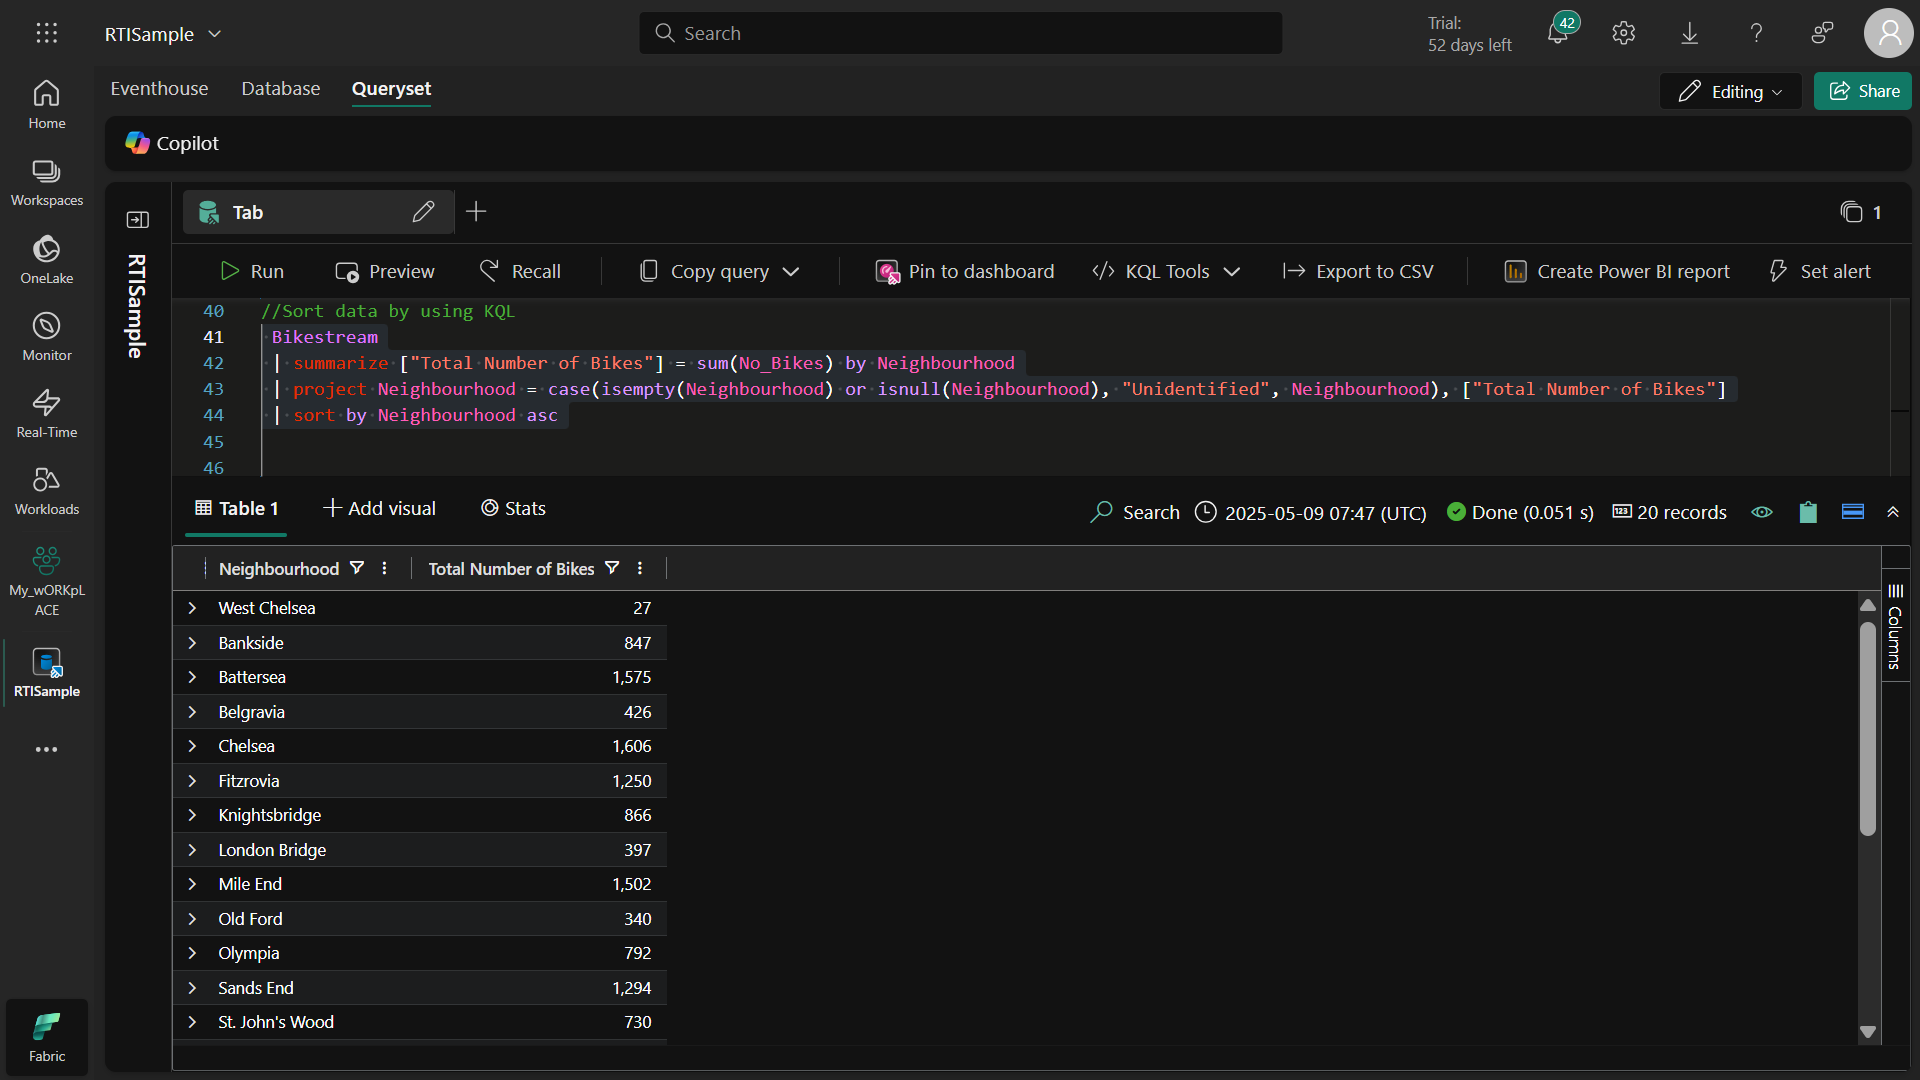 RTISample
Search
Trial:
52 days left
42
Eventhouse
Database
Queryset
Editing
Share
Home
Workspaces
OneLake
Monitor
Real-Time
Workloads
My_wORKpL
ACE
RTISample
Fabric
Copilot
RTISample
Tab
1
Run
Preview
Recall
Copy query
Pin to dashboard
KQL Tools
Export to CSV
Create Power BI report
Set alert
40 //Sort data by using KQL
41 Bikestream
42 | summarize ["Total Number of Bikes"] = sum(No_Bikes) by Neighbourhood
43 | project Neighbourhood = case(isempty(Neighbourhood) or isnull(Neighbourhood), "Unidentified", Neighbourhood), ["Total Number of Bikes"]
44 | sort by Neighbourhood asc
45
46
Table 1
Add visual
Stats
Search
2025-05-09 07:47 (UTC)
Done (0.051 s)
123
20 records
Neighbourhood Total Number of Bikes
West Chelsea 27
Bankside 847
Battersea 1,575
Belgravia 426
Chelsea 1,606
Fitzrovia 1,250
Knightsbridge 866
London Bridge 397
Mile End 1,502
Old Ford 340
Olympia 792
Sands End 1,294
St. John's Wood 730
Columns